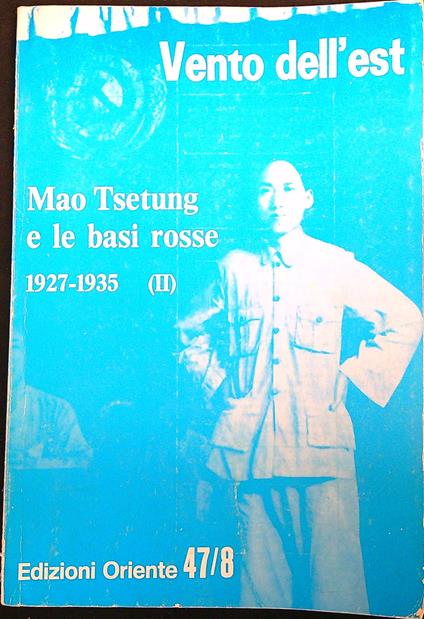 Vento dell'est
Mao Tsetung
e le basi rosse
1927-1935 (II)
Edizioni Oriente 47/8